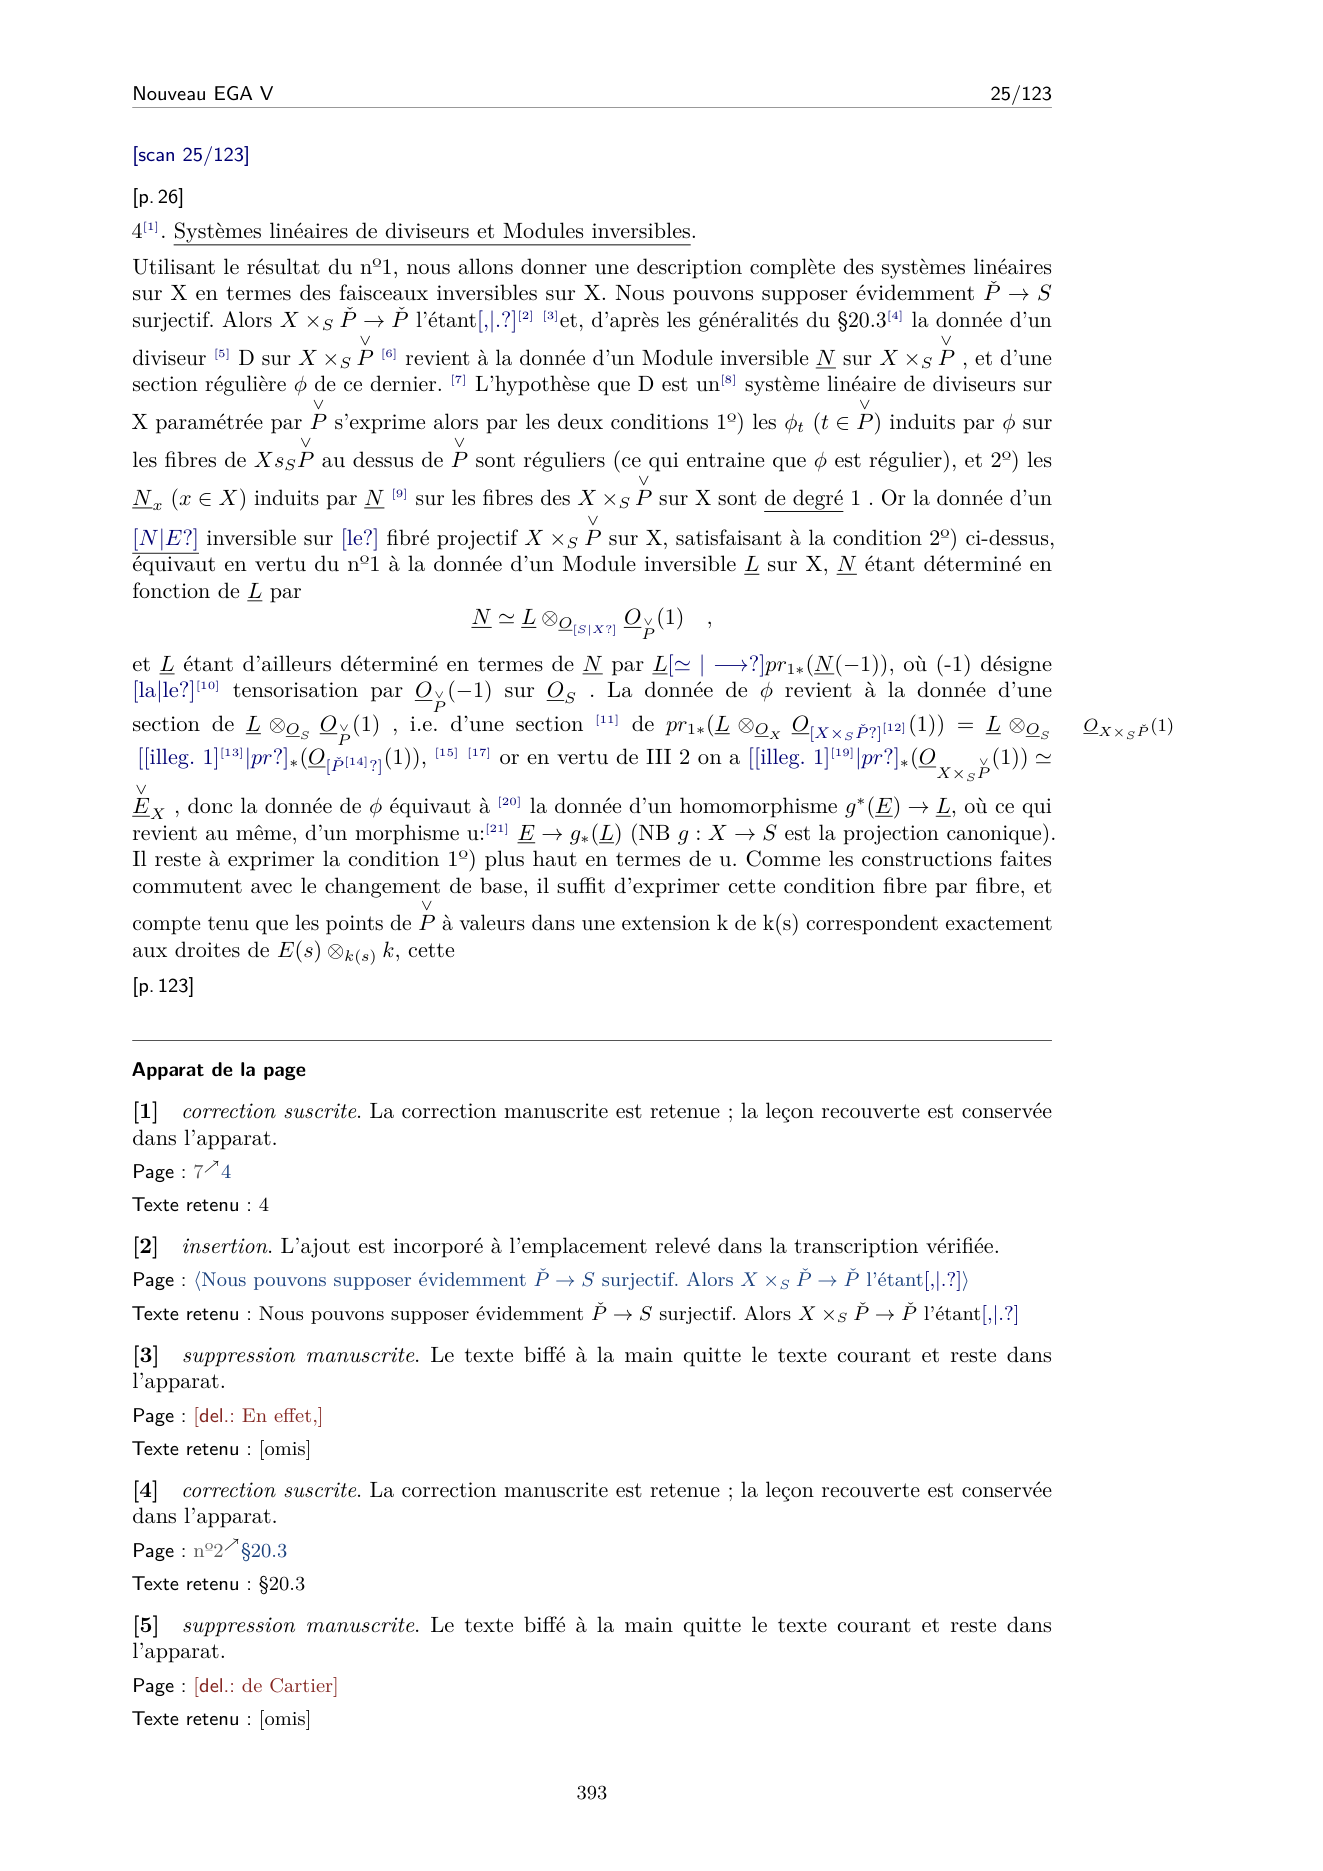 Nouveau EGA V 25/123
[scan 25/123]
[p. 26]
4[1]. Systèmes linéaires de diviseurs et Modules inversibles.
Utilisant le résultat du nº1, nous allons donner une description complète des systèmes linéaires
sur X en termes des faisceaux inversibles sur X. Nous pouvons supposer évidemment P̌ → S
surjectif. Alors X ×_S P̌ → P̌ l'étant[,|.?][2] [3]et, d'après les généralités du §20.3[4] la donnée d'un
diviseur [5] D sur X ×_S P̌ [6] revient à la donnée d'un Module inversible N sur X ×_S P̌ , et d'une
section régulière ϕ de ce dernier. [7] L'hypothèse que D est un[8] système linéaire de diviseurs sur
X paramétrée par P̌ s'exprime alors par les deux conditions 1º) les ϕ_t (t ∈ P̌) induits par ϕ sur
les fibres de Xs_SP̌ au dessus de P̌ sont réguliers (ce qui entraine que ϕ est régulier), et 2º) les
N_x (x ∈ X) induits par N [9] sur les fibres des X ×_S P̌ sur X sont de degré 1 . Or la donnée d'un
[N|E?] inversible sur [le?] fibré projectif X ×_S P̌ sur X, satisfaisant à la condition 2º) ci-dessus,
équivaut en vertu du nº1 à la donnée d'un Module inversible L sur X, N étant déterminé en
fonction de L par
N ≃ L ⊗_{O_{[S|X?]}} O_{P̌}(1) ,
et L étant d'ailleurs déterminé en termes de N par L[≃ | ⟶?]pr_{1*}(N(−1)), où (-1) désigne
[la|le?][10] tensorisation par O_{P̌}(−1) sur O_S . La donnée de ϕ revient à la donnée d'une
section de L ⊗_{O_S} O_{P̌}(1) , i.e. d'une section [11] de pr_{1*}(L ⊗_{O_X} O_{[X×_S P̌?][12]}(1)) = L ⊗_{O_S} O_{X×_S P̌}(1)
[[illeg. 1][13]|pr?]_*(O_{[P̌[14]?]}(1)), [15] [17] or en vertu de III 2 on a [[illeg. 1][19]|pr?]_*(O_{X×_S P̌}(1)) ≃
Ě_X , donc la donnée de ϕ équivaut à [20] la donnée d'un homomorphisme g*(E) → L, où ce qui
revient au même, d'un morphisme u:[21] E → g_*(L) (NB g : X → S est la projection canonique).
Il reste à exprimer la condition 1º) plus haut en termes de u. Comme les constructions faites
commutent avec le changement de base, il suffit d'exprimer cette condition fibre par fibre, et
compte tenu que les points de P̌ à valeurs dans une extension k de k(s) correspondent exactement
aux droites de E(s) ⊗_{k(s)} k, cette
[p. 123]
Apparat de la page
[1] correction suscrite. La correction manuscrite est retenue ; la leçon recouverte est conservée
dans l'apparat.
Page : 7↗4
Texte retenu : 4
[2] insertion. L'ajout est incorporé à l'emplacement relevé dans la transcription vérifiée.
Page : ⟨Nous pouvons supposer évidemment P̌ → S surjectif. Alors X ×_S P̌ → P̌ l'étant[,|.?]⟩
Texte retenu : Nous pouvons supposer évidemment P̌ → S surjectif. Alors X ×_S P̌ → P̌ l'étant[,|.?]
[3] suppression manuscrite. Le texte biffé à la main quitte le texte courant et reste dans
l'apparat.
Page : [del.: En effet,]
Texte retenu : [omis]
[4] correction suscrite. La correction manuscrite est retenue ; la leçon recouverte est conservée
dans l'apparat.
Page : nº2↗§20.3
Texte retenu : §20.3
[5] suppression manuscrite. Le texte biffé à la main quitte le texte courant et reste dans
l'apparat.
Page : [del.: de Cartier]
Texte retenu : [omis]
393